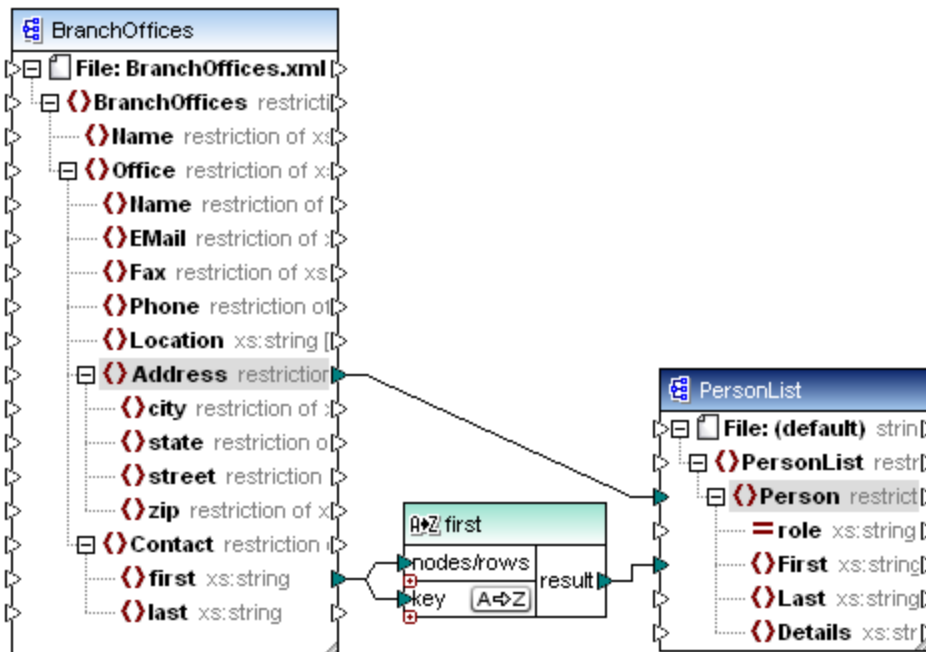 BranchOffices
File: BranchOffices.xml
BranchOffices restricti
Name restriction of xs
Office restriction of x
Name restriction of
EMail restriction of
Fax restriction of xs
Phone restriction of
Location xs:string [
Address restriction
city restriction of
state restriction o
street restriction
zip restriction of x
Contact restriction
first xs:string
last xs:string
A Z first
nodes/rows
key A⇨Z
result
PersonList
File: (default) strin
PersonList restr
Person restrict
role xs:string
First xs:string
Last xs:string
Details xs:str